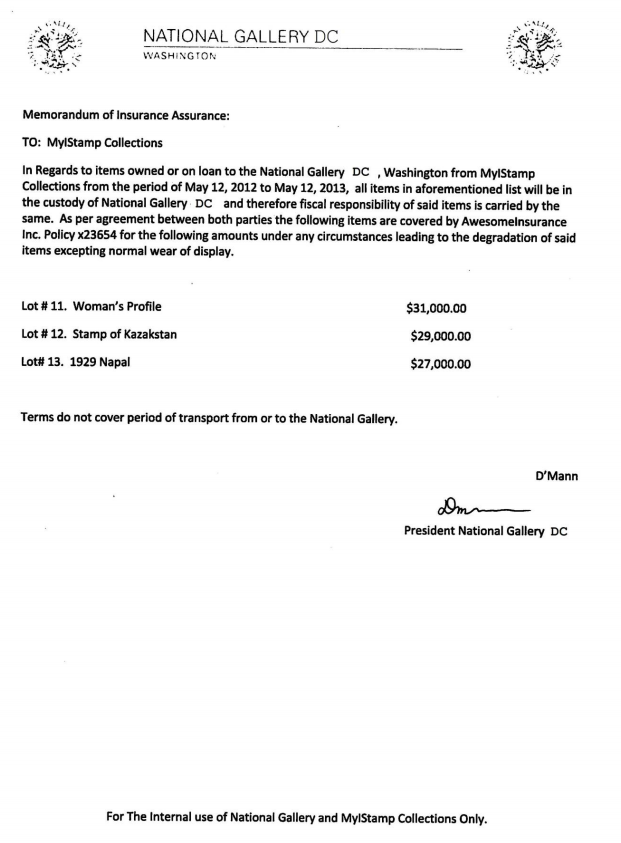 NATIONAL GALLERY DC
WASHINGTON
Memorandum of Insurance Assurance:
TO: MylStamp Collections
In Regards to items owned or on loan to the National Gallery DC , Washington from MylStamp
Collections from the period of May 12, 2012 to May 12, 2013, all items in aforementioned list will be in
the custody of National Gallery DC and therefore fiscal responsibility of said items is carried by the
same. As per agreement between both parties the following items are covered by AwesomeInsurance
Inc. Policy x23654 for the following amounts under any circumstances leading to the degradation of said
items excepting normal wear of display.
Lot # 11. Woman's Profile $31,000.00
Lot # 12. Stamp of Kazakstan $29,000.00
Lot# 13. 1929 Napal $27,000.00
Terms do not cover period of transport from or to the National Gallery.
D'Mann
Dm
President National Gallery DC
For The Internal use of National Gallery and MylStamp Collections Only.